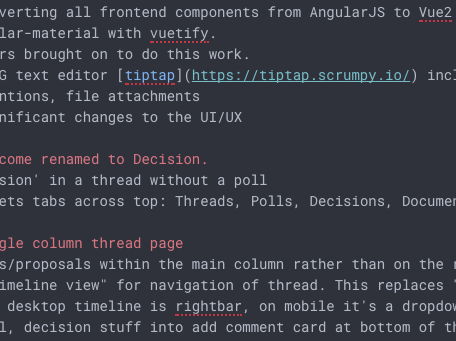 verting all frontend components from AngularJS to Vue2
lar-material with vuetify.
rs brought on to do this work.
G text editor [tiptap](https://tiptap.scrumpy.io/) incl
ntions, file attachments
nificant changes to the UI/UX
come renamed to Decision.
sion' in a thread without a poll
ets tabs across top: Threads, Polls, Decisions, Documen
gle column thread page
s/proposals within the main column rather than on the r
imeline view" for navigation of thread. This replaces "
desktop timeline is rightbar, on mobile it's a dropdow
l, decision stuff into add comment card at bottom of th